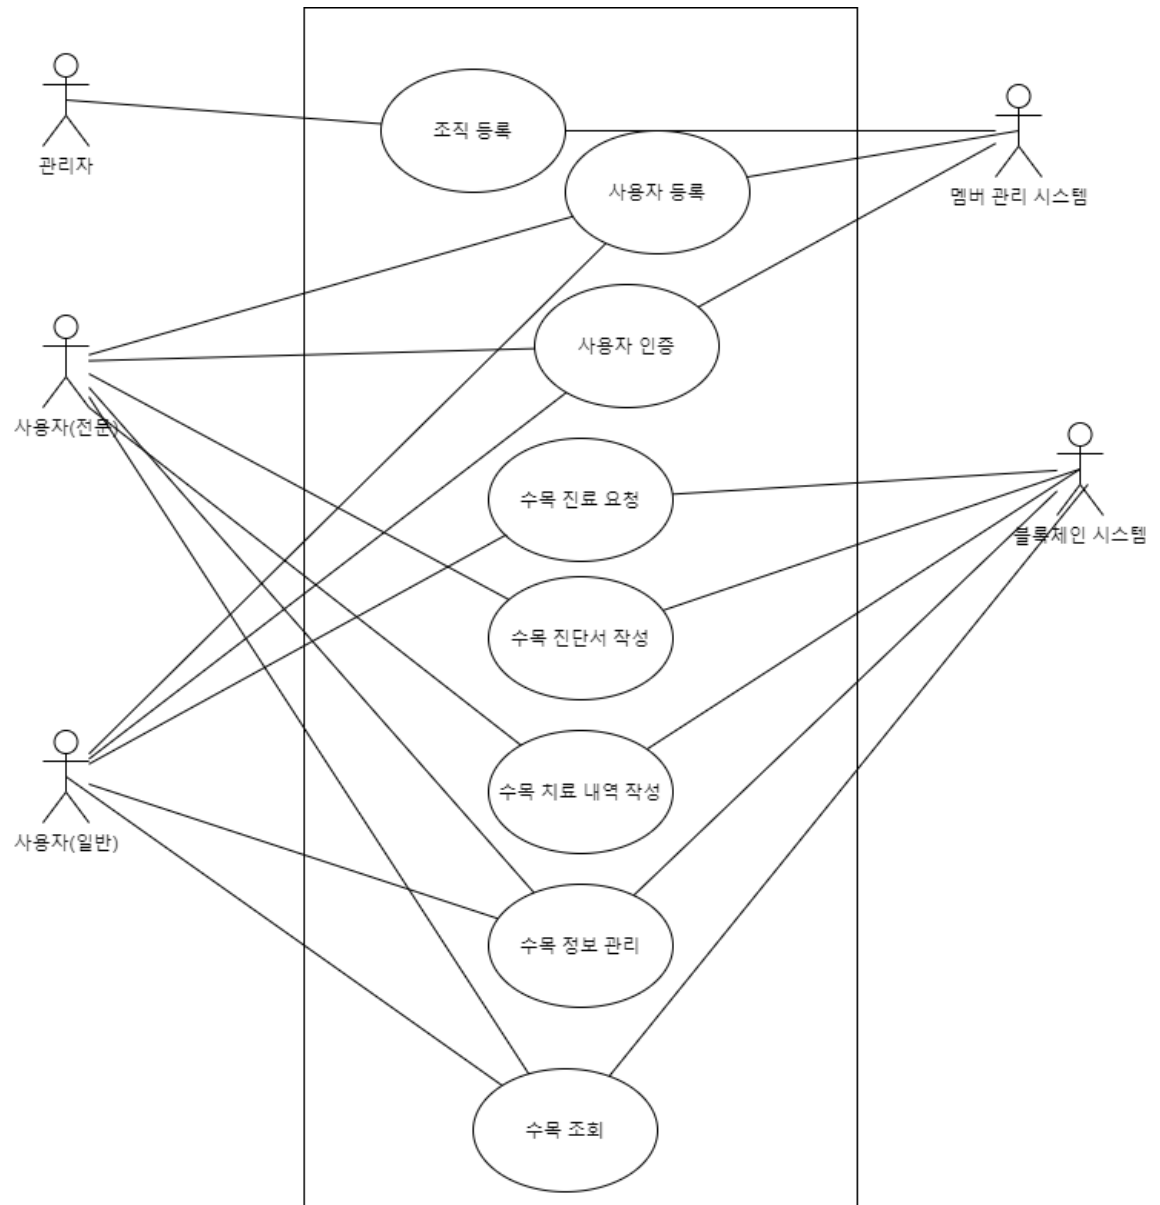 관리자
조직 등록
사용자 등록
멤버 관리 시스템
사용자 인증
사용자(전문)
수목 진료 요청
블록체인 시스템
수목 진단서 작성
수목 치료 내역 작성
사용자(일반)
수목 정보 관리
수목 조회